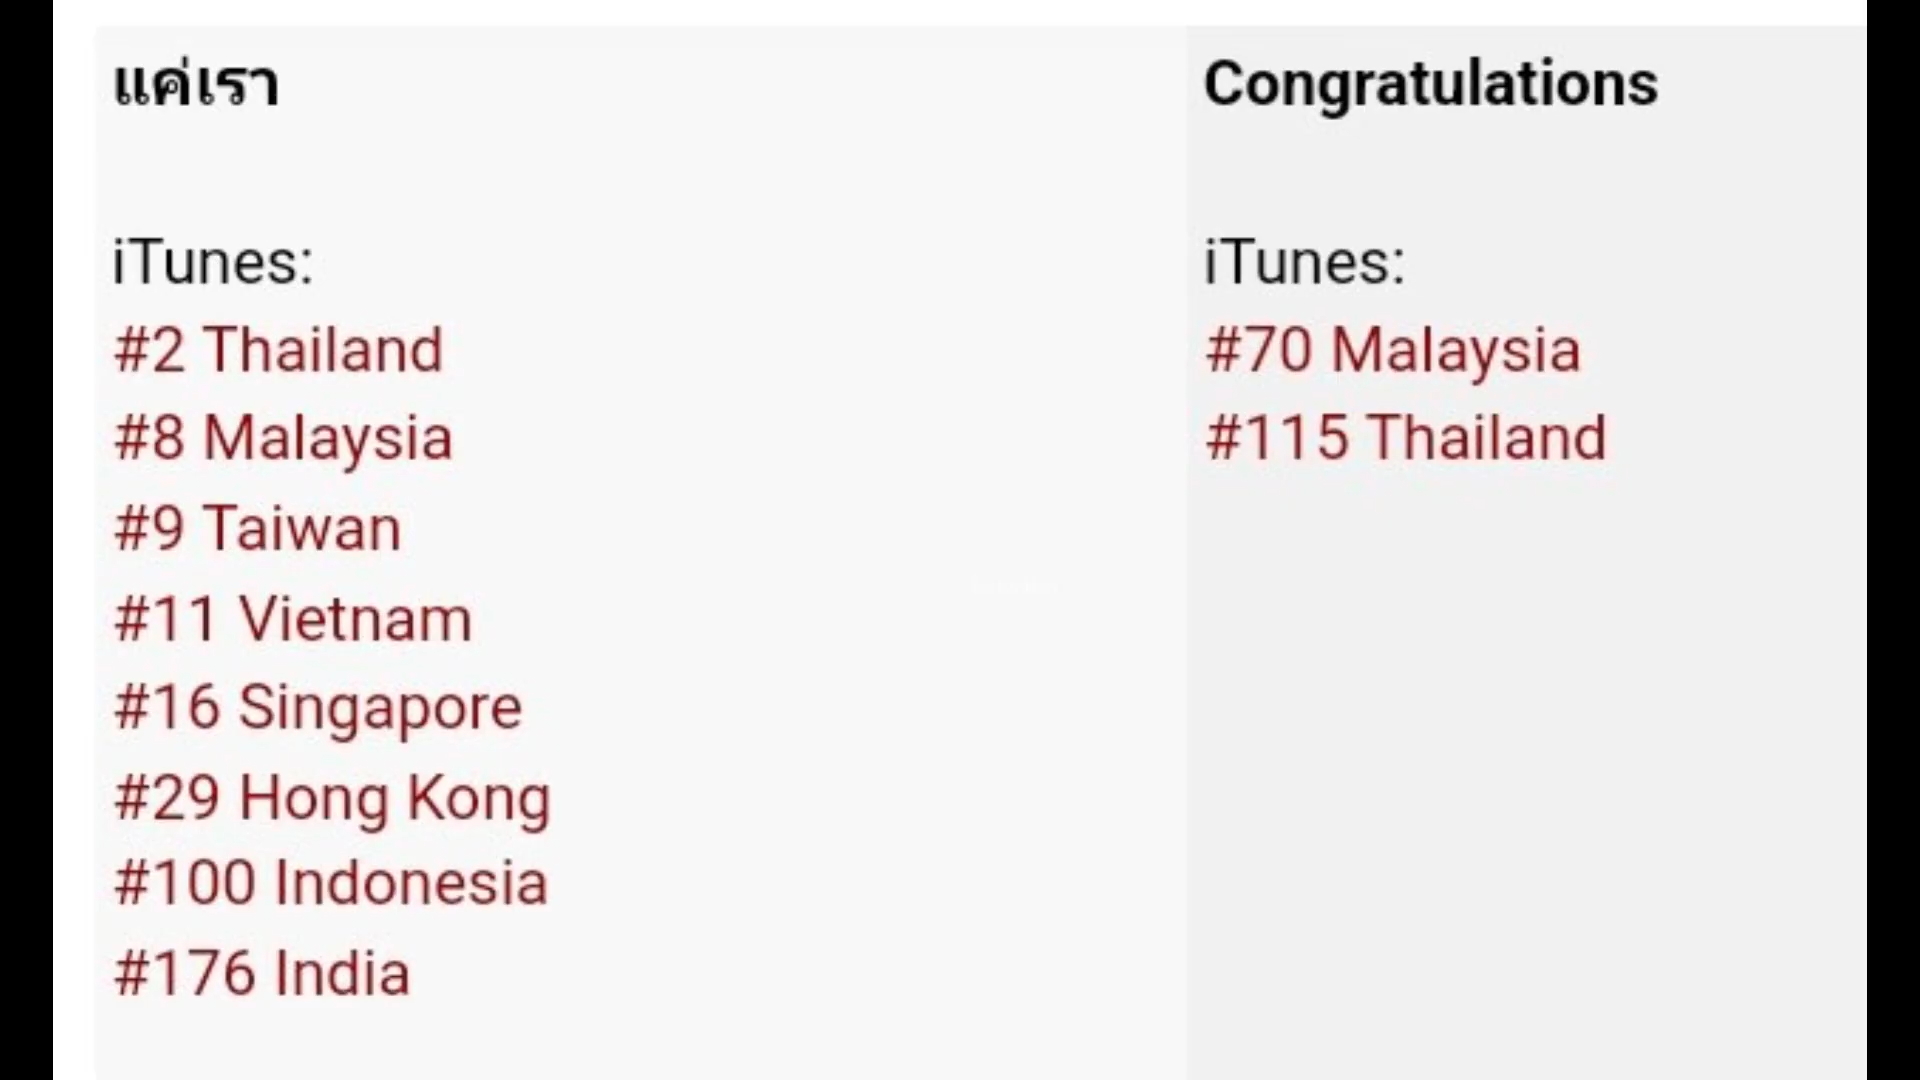 แค่เรา
iTunes:
#2 Thailand
#8 Malaysia
#9 Taiwan
#11 Vietnam
#16 Singapore
#29 Hong Kong
#100 Indonesia
#176 India
Congratulations
iTunes:
#70 Malaysia
#115 Thailand